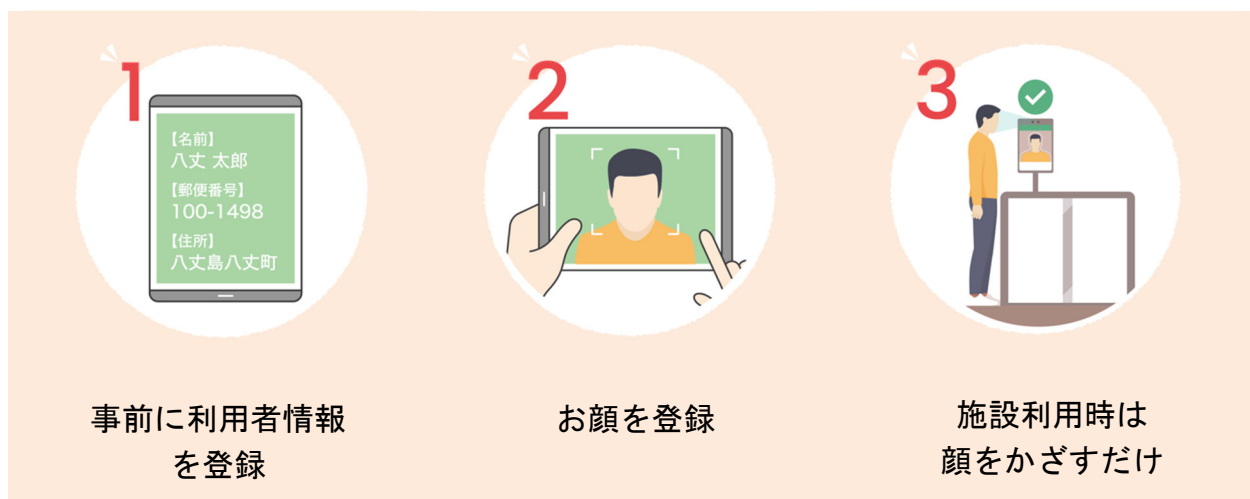 1
【名前】
八丈 太郎
【郵便番号】
100-1498
【住所】
八丈島八丈町
事前に利用者情報
を登録
2
お顔を登録
3
施設利用時は
顔をかざすだけ